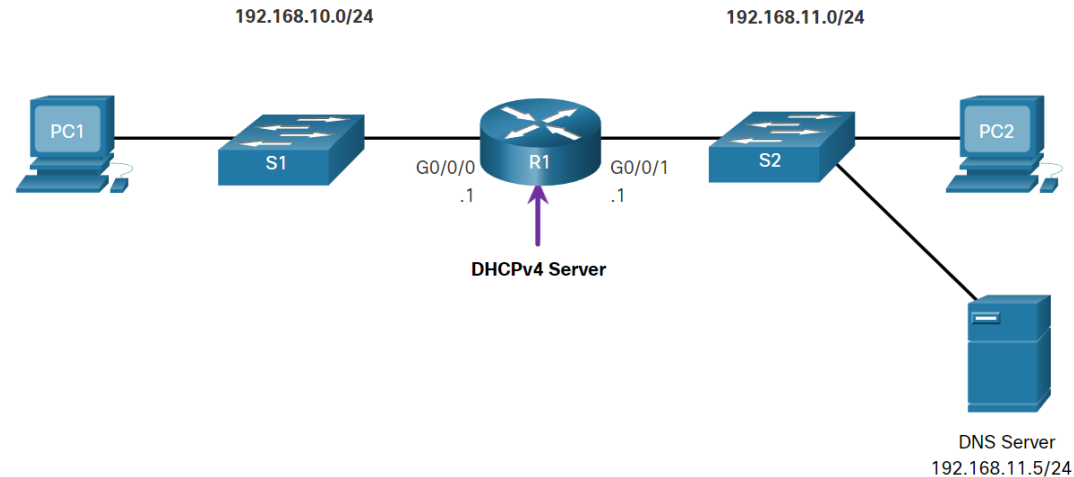 192.168.10.0/24
192.168.11.0/24
PC1
S1
R1
S2
PC2
G0/0/0
.1
G0/0/1
.1
DHCPv4 Server
DNS Server
192.168.11.5/24